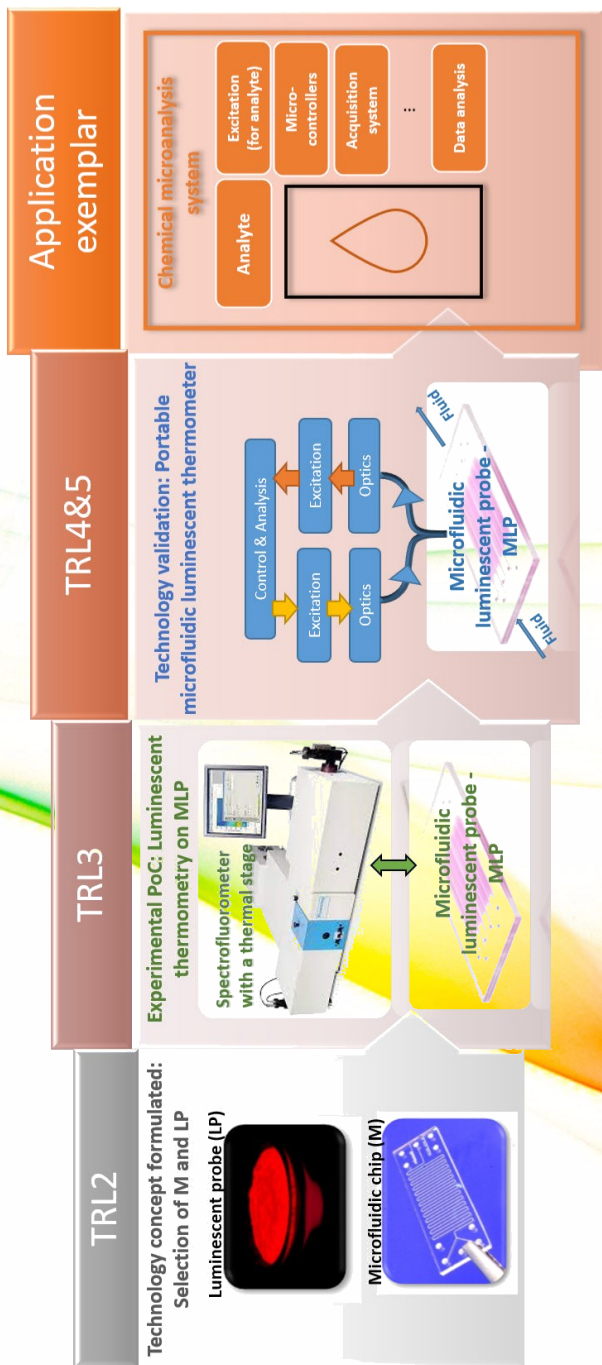 TRL2
Technology concept formulated:
Selection of M and LP
Luminescent probe (LP)
Microfluidic chip (M)
TRL3
Experimental PoC: Luminescent
thermometry on MLP
Spectrofluorometer
with a thermal stage
Microfluidic
luminescent probe -
MLP
TRL4&5
Technology validation: Portable
microfluidic luminescent thermometer
Control & Analysis
Excitation
Excitation
Optics
Optics
Microfluidic
luminescent probe -
MLP
Fluid
Fluid
Application
exemplar
Chemical microanalysis
system
Analyte
Excitation
(for analyte)
Micro-
controllers
Acquisition
system
...
Data analysis